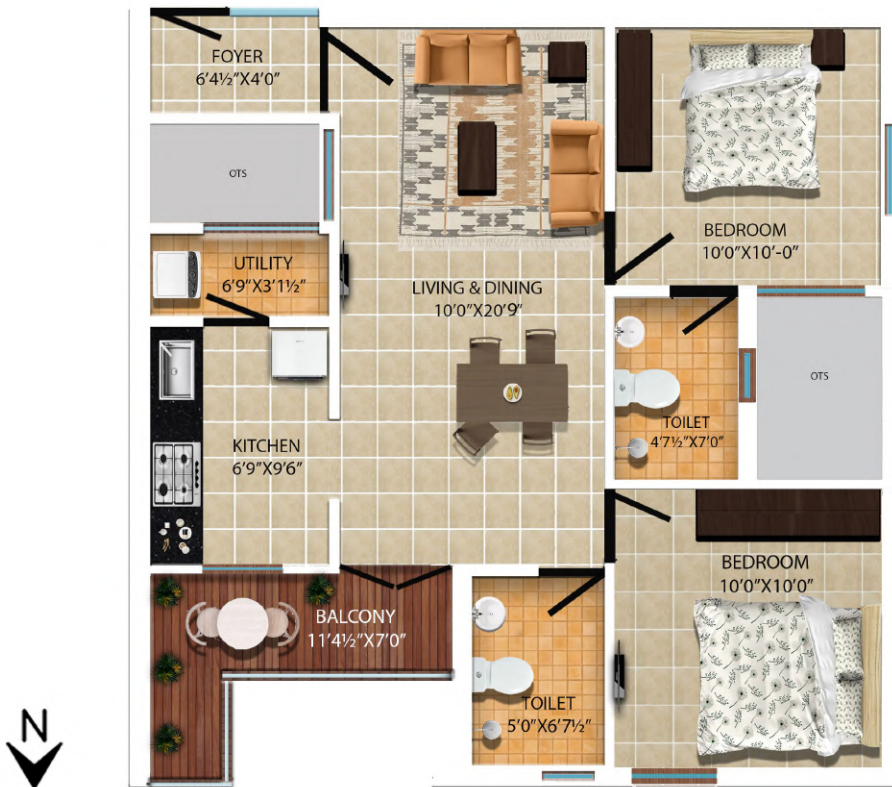 FOYER
6'4½"X4'0"
OTS
UTILITY
6'9"X3'1½"
LIVING & DINING
10'0"X20'9"
BEDROOM
10'0"X10'-0"
OTS
TOILET
4'7½"X7'0"
KITCHEN
6'9"X9'6"
BEDROOM
10'0"X10'0"
BALCONY
11'4½"X7'0"
TOILET
5'0"X6'7½"
N